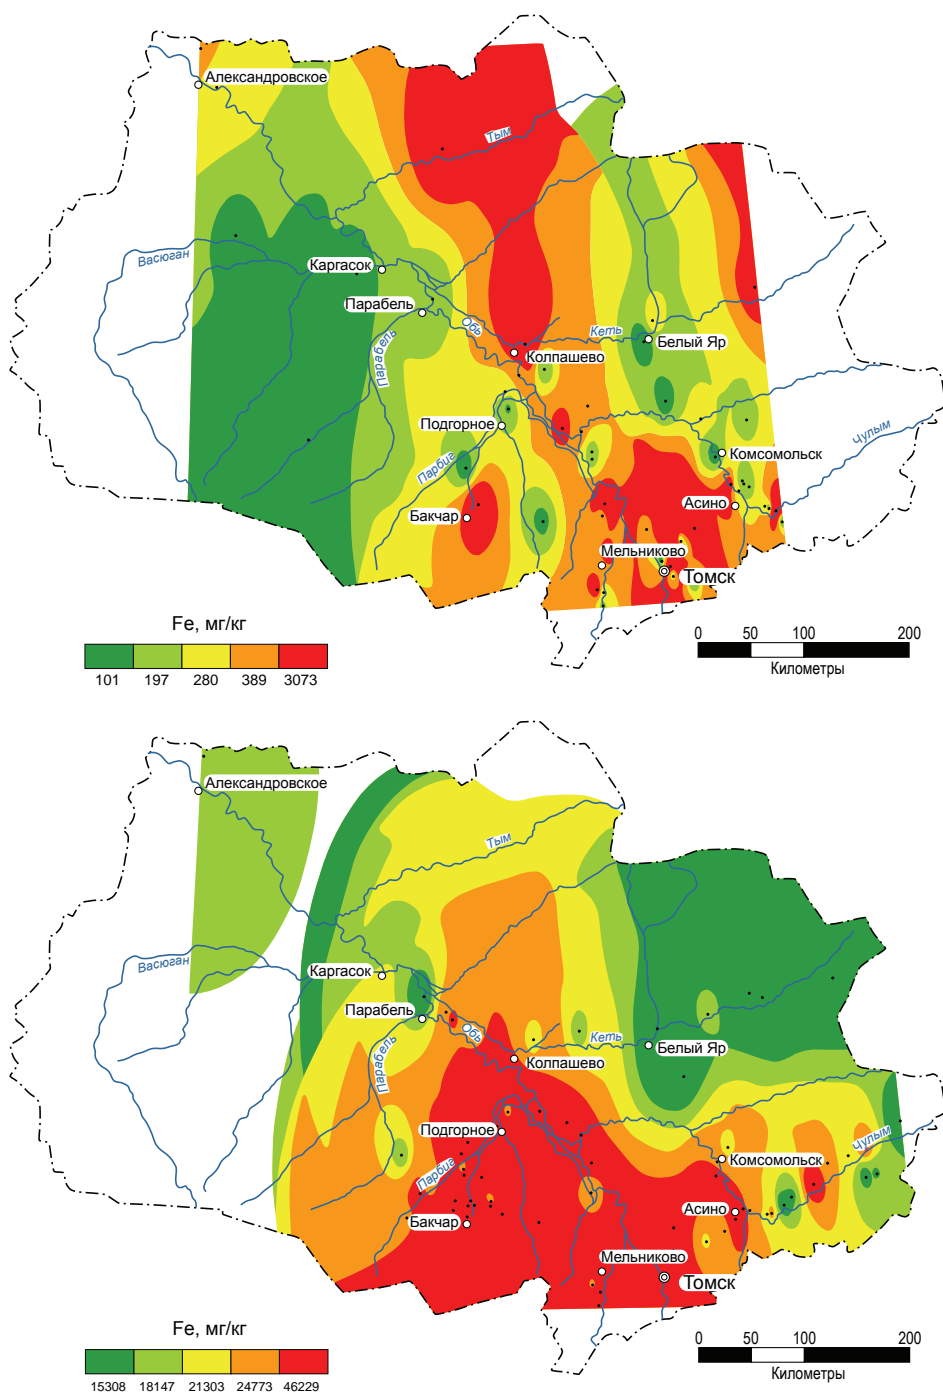 Александровское
Тым
Васюган
Каргасок
Парабель
Обь
Кеть
Белый Яр
Колпашево
Парабель
Подгорное
Чулым
Комсомольск
Парбиг
Бакчар
Асино
Мельниково
Томск
Fe, мг/кг
101 197 280 389 3073
0 50 100 200
Километры
Александровское
Тым
Васюган
Каргасок
Парабель
Обь
Кеть
Белый Яр
Колпашево
Парабель
Подгорное
Чулым
Комсомольск
Парбиг
Бакчар
Асино
Мельниково
Томск
Fe, мг/кг
15308 18147 21303 24773 46229
0 50 100 200
Километры